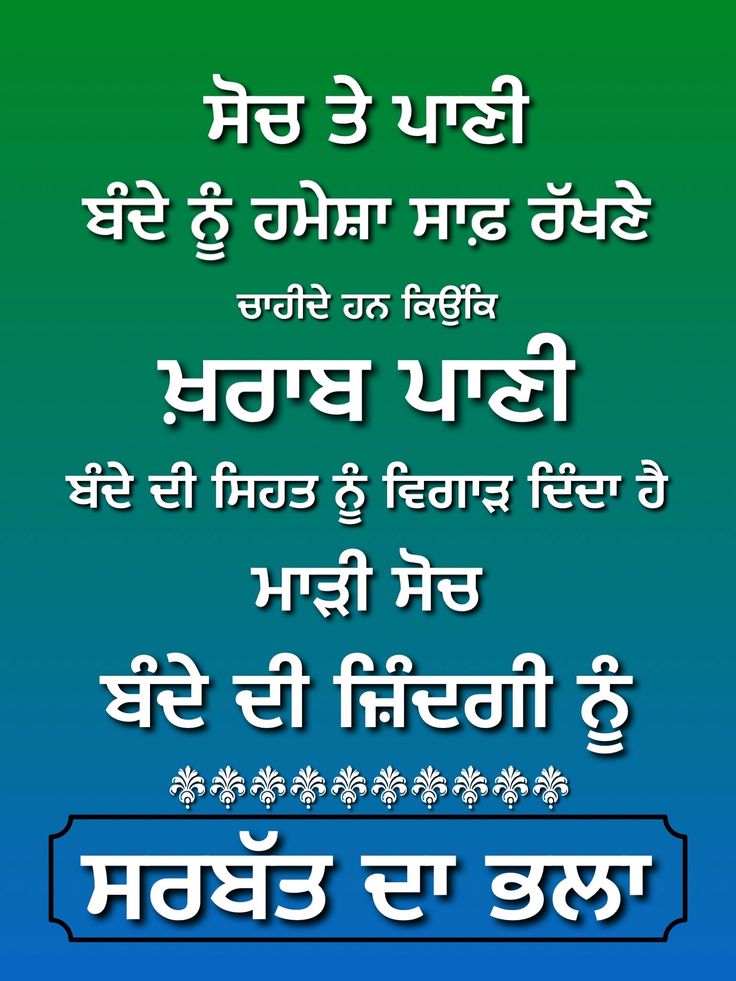 ਸੋਚ ਤੇ ਪਾਣੀ
ਬੰਦੇ ਨੂੰ ਹਮੇਸ਼ਾ ਸਾਫ਼ ਰੱਖਣੇ
ਚਾਹੀਦੇ ਹਨ ਕਿਉਂਕਿ
ਖ਼ਰਾਬ ਪਾਣੀ
ਬੰਦੇ ਦੀ ਸਿਹਤ ਨੂੰ ਵਿਗਾੜ ਦਿੰਦਾ ਹੈ
ਮਾੜੀ ਸੋਚ
ਬੰਦੇ ਦੀ ਜ਼ਿੰਦਗੀ ਨੂੰ
ਸਰਬੱਤ ਦਾ ਭਲਾ